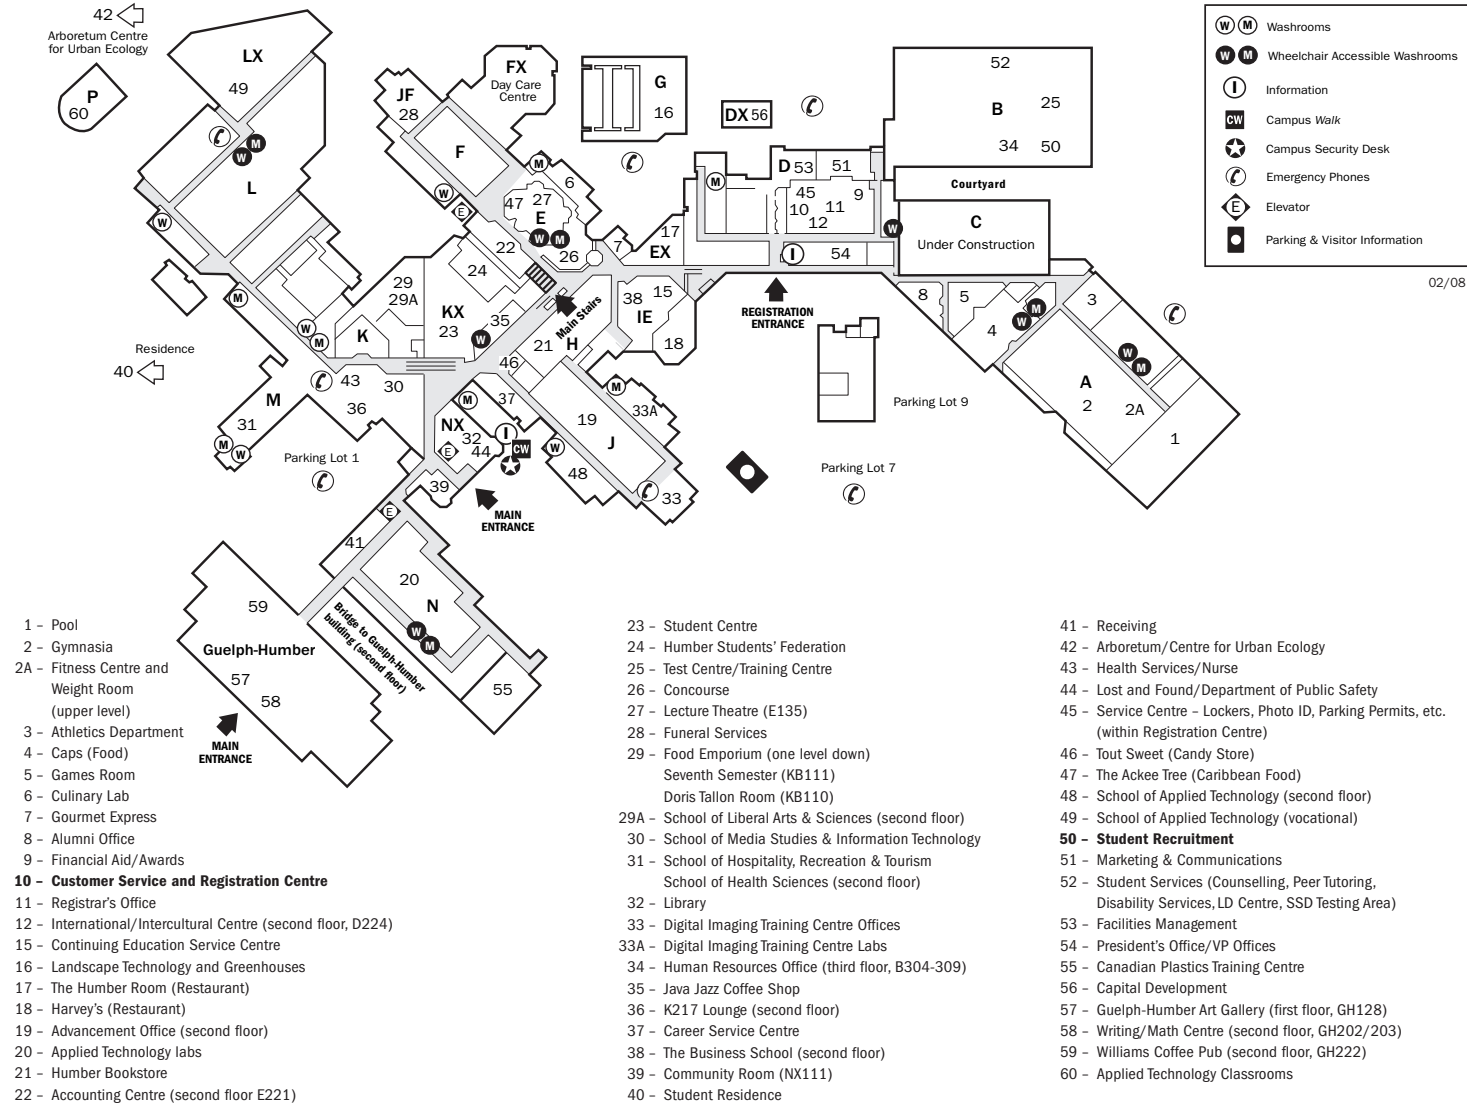 42
Arboretum Centre
for Urban Ecology
P
60
LX
49
L
JF
28
F
FX
Day Care
Centre
G
16
DX 56
52
B
25
34 50
Courtyard
C
Under Construction
D 53 51
45
10 11 9
12
54
I
REGISTRATION
ENTRANCE
W M Washrooms
W M Wheelchair Accessible Washrooms
I Information
CW Campus Walk
Campus Security Desk
Emergency Phones
E Elevator
Parking & Visitor Information
02/08
M
W
M
W
W
M
6
47 27
E
W M
26
7
17
EX
M
W
E
22
24
29
29A
KX
23
35
W
K
Main Stairs
38 15
IE
18
21 H
46
8
5
4
W M
3
W M
A
2 2A
1
W
M
W
M
Residence
40
M
31
M
W
43 30
36
Parking Lot 1
M
37
NX
32
E
44
I
CW
39
MAIN
ENTRANCE
M
33A
19
J
W
48
33
Parking Lot 9
Parking Lot 7
E
41
20
N
W
M
55
59
Guelph-Humber
57
58
MAIN
ENTRANCE
Bridge to Guelph-Humber
building (second floor)
1 – Pool
2 – Gymnasia
2A – Fitness Centre and
Weight Room
(upper level)
3 – Athletics Department
4 – Caps (Food)
5 – Games Room
6 – Culinary Lab
7 – Gourmet Express
8 – Alumni Office
9 – Financial Aid/Awards
10 – Customer Service and Registration Centre
11 – Registrar's Office
12 – International/Intercultural Centre (second floor, D224)
15 – Continuing Education Service Centre
16 – Landscape Technology and Greenhouses
17 – The Humber Room (Restaurant)
18 – Harvey's (Restaurant)
19 – Advancement Office (second floor)
20 – Applied Technology labs
21 – Humber Bookstore
22 – Accounting Centre (second floor E221)
23 – Student Centre
24 – Humber Students' Federation
25 – Test Centre/Training Centre
26 – Concourse
27 – Lecture Theatre (E135)
28 – Funeral Services
29 – Food Emporium (one level down)
Seventh Semester (KB111)
Doris Tallon Room (KB110)
29A – School of Liberal Arts & Sciences (second floor)
30 – School of Media Studies & Information Technology
31 – School of Hospitality, Recreation & Tourism
School of Health Sciences (second floor)
32 – Library
33 – Digital Imaging Training Centre Offices
33A – Digital Imaging Training Centre Labs
34 – Human Resources Office (third floor, B304-309)
35 – Java Jazz Coffee Shop
36 – K217 Lounge (second floor)
37 – Career Service Centre
38 – The Business School (second floor)
39 – Community Room (NX111)
40 – Student Residence
41 – Receiving
42 – Arboretum/Centre for Urban Ecology
43 – Health Services/Nurse
44 – Lost and Found/Department of Public Safety
45 – Service Centre – Lockers, Photo ID, Parking Permits, etc.
(within Registration Centre)
46 – Tout Sweet (Candy Store)
47 – The Ackee Tree (Caribbean Food)
48 – School of Applied Technology (second floor)
49 – School of Applied Technology (vocational)
50 – Student Recruitment
51 – Marketing & Communications
52 – Student Services (Counselling, Peer Tutoring,
Disability Services, LD Centre, SSD Testing Area)
53 – Facilities Management
54 – President's Office/VP Offices
55 – Canadian Plastics Training Centre
56 – Capital Development
57 – Guelph-Humber Art Gallery (first floor, GH128)
58 – Writing/Math Centre (second floor, GH202/203)
59 – Williams Coffee Pub (second floor, GH222)
60 – Applied Technology Classrooms